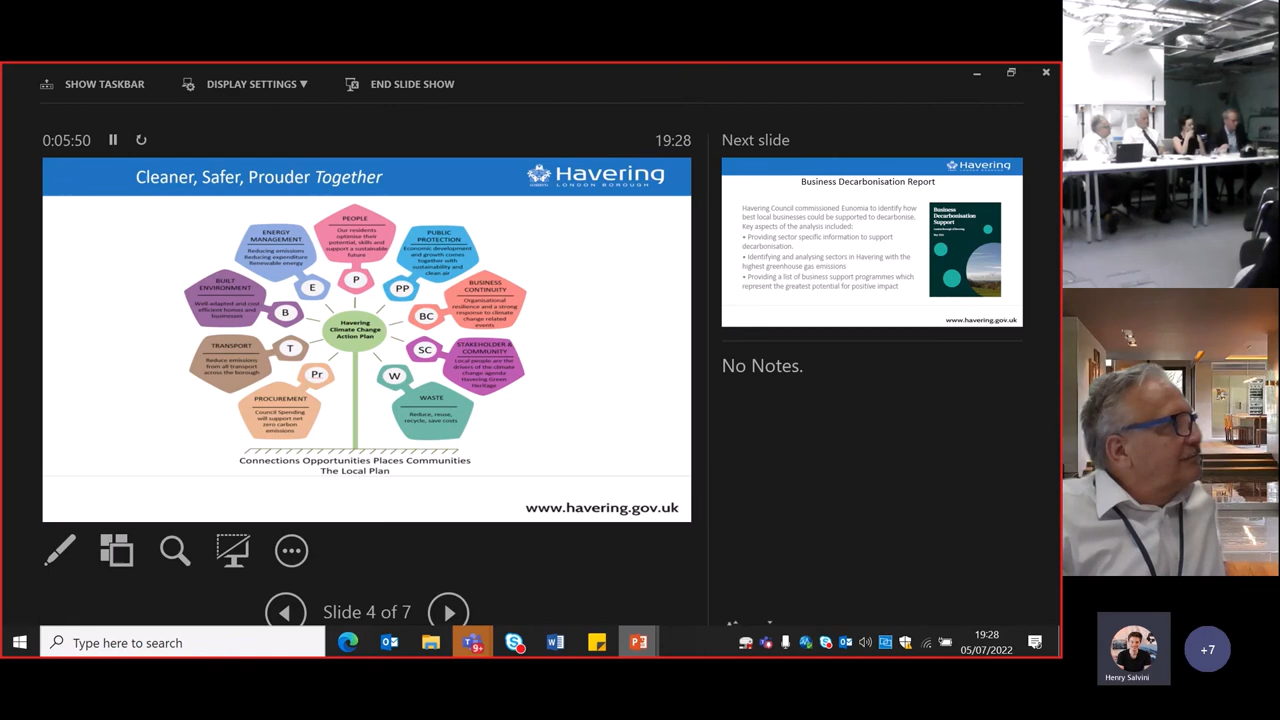 SHOW TASKBAR
DISPLAY SETTINGS ▼
END SLIDE SHOW
0:05:50
19:28
Next slide
Cleaner, Safer, Prouder Together
Havering
LONDON BOROUGH
PEOPLE
Our residents
optimise their
potential, skills and
support a sustainable
future
P
ENERGY
MANAGEMENT
Reducing emissions
Reducing expenditure
Renewable energy
E
PUBLIC
PROTECTION
Economic development
and growth comes
together with
sustainability and
clean air
PP
BUILT
ENVIRONMENT
Well-adapted and cost
efficient homes and
businesses
B
BUSINESS
CONTINUITY
Organisational
resilience and a strong
response to climate
change related
events
BC
Havering
Climate Change
Action Plan
TRANSPORT
Reduce emissions
from all transport
across the borough
T
STAKEHOLDER &
COMMUNITY
Local people are the
drivers of the climate
change agenda
Havering Green
Heritage
SC
Pr
PROCUREMENT
Council Spending
will support net
zero carbon
emissions
W
WASTE
Reduce, reuse,
recycle, save costs
Connections Opportunities Places Communities
The Local Plan
www.havering.gov.uk
Havering
Business Decarbonisation Report
Havering Council commissioned Eunomia to identify how
best local businesses could be supported to decarbonise.
Key aspects of the analysis included:
• Providing sector specific information to support
decarbonisation.
• Identifying and analysing sectors in Havering with the
highest greenhouse gas emissions
• Providing a list of business support programmes which
represent the greatest potential for positive impact
Business
Decarbonisation
Support
www.havering.gov.uk
No Notes.
Slide 4 of 7
Type here to search
9+
19:28
05/07/2022
Henry Salvini
+7